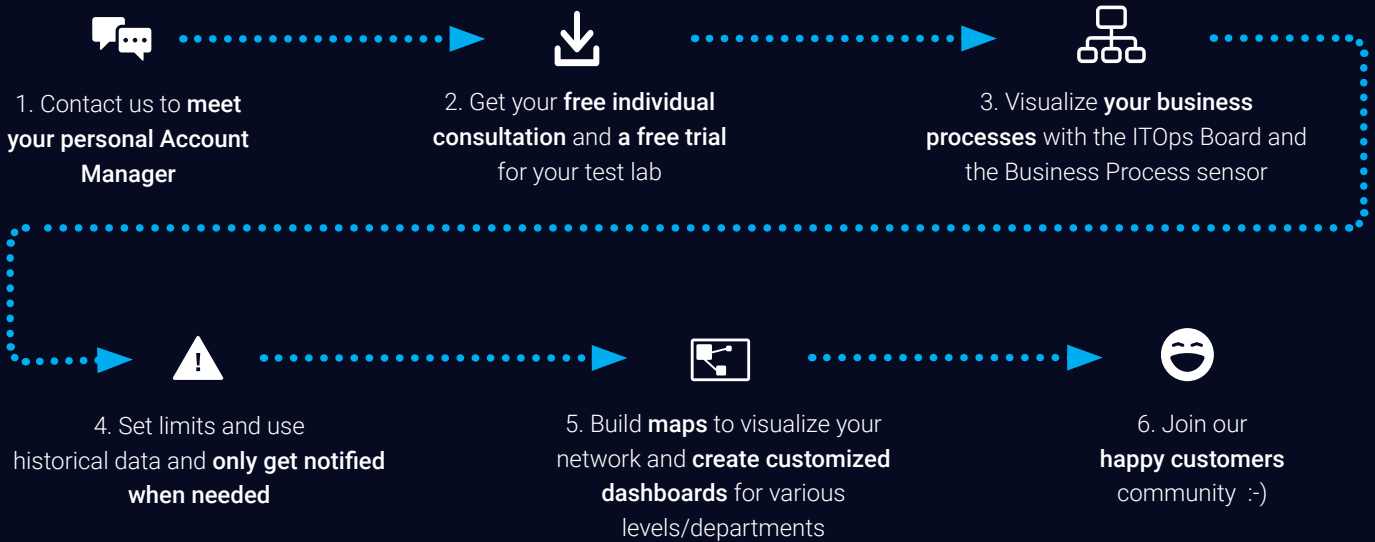 1. Contact us to meet
your personal Account
Manager
2. Get your free individual
consultation and a free trial
for your test lab
3. Visualize your business
processes with the ITOps Board and
the Business Process sensor
4. Set limits and use
historical data and only get notified
when needed
5. Build maps to visualize your
network and create customized
dashboards for various
levels/departments
6. Join our
happy customers
community :-)